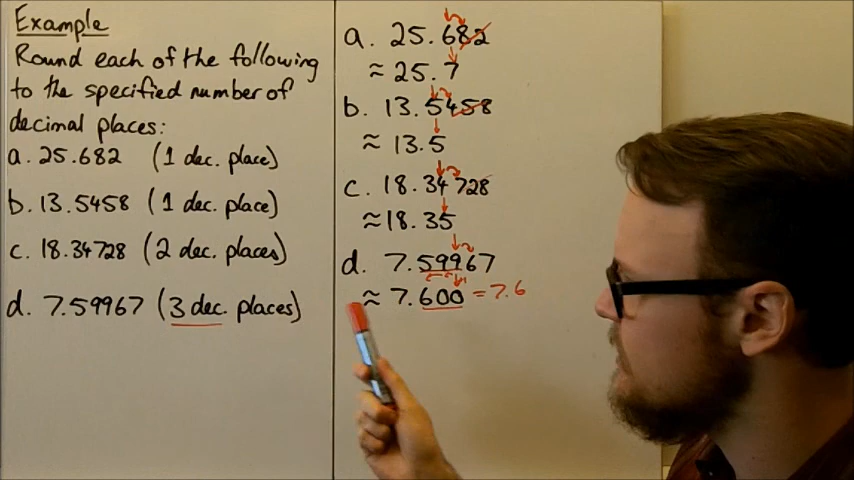 Example
Round each of the following
to the specified number of
decimal places:
a. 25.682 (1 dec. place)
b. 13.5458 (1 dec. place)
c. 18.34728 (2 dec. places)
d. 7.59967 (3 dec. places)
a. 25.682
≈ 25.7
b. 13.5458
≈ 13.5
c. 18.34728
≈ 18.35
d. 7.59967
≈ 7.600 = 7.6